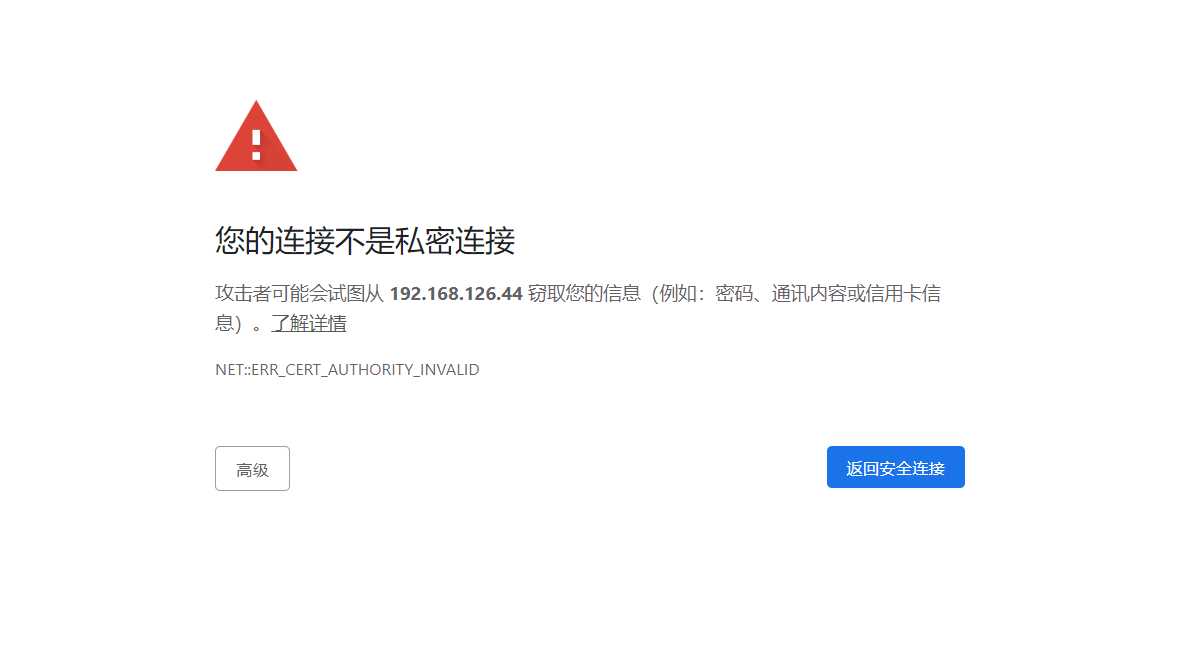 您的连接不是私密连接
攻击者可能会试图从 192.168.126.44 窃取您的信息（例如：密码、通讯内容或信用卡信
息）。了解详情
NET::ERR_CERT_AUTHORITY_INVALID
高级
返回安全连接